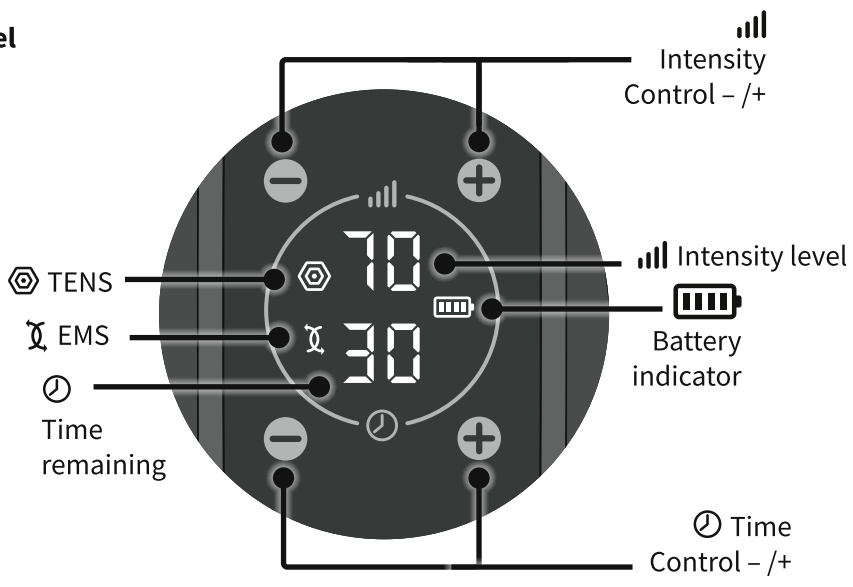 el
Intensity
Control – /+
70
Intensity level
TENS
EMS
30
Battery
indicator
Time
remaining
Time
Control – /+